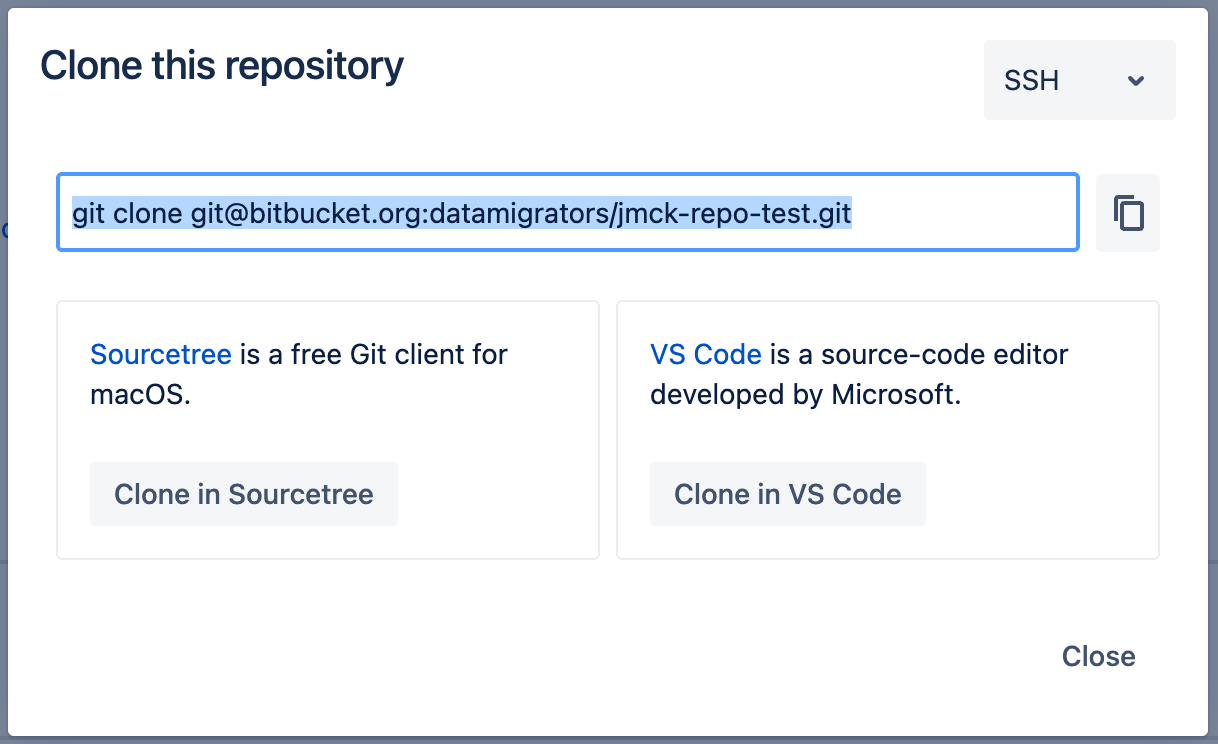 Clone this repository
SSH
git clone git@bitbucket.org:datamigrators/jmck-repo-test.git
Sourcetree is a free Git client for
macOS.
Clone in Sourcetree
VS Code is a source-code editor
developed by Microsoft.
Clone in VS Code
Close